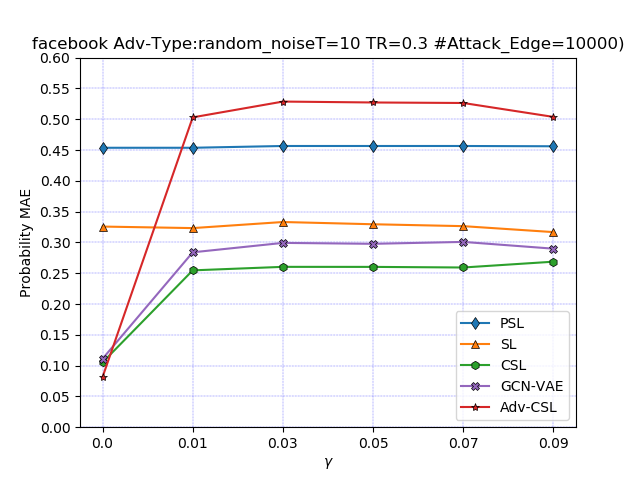 facebook Adv-Type:random_noiseT=10 TR=0.3 #Attack_Edge=10000)
0.60
0.55
0.50
0.45
0.40
0.35
0.30
0.25
0.20
0.15
0.10
0.05
0.00
Probability MAE
PSL
SL
CSL
GCN-VAE
Adv-CSL
0.0 0.01 0.03 0.05 0.07 0.09
γ